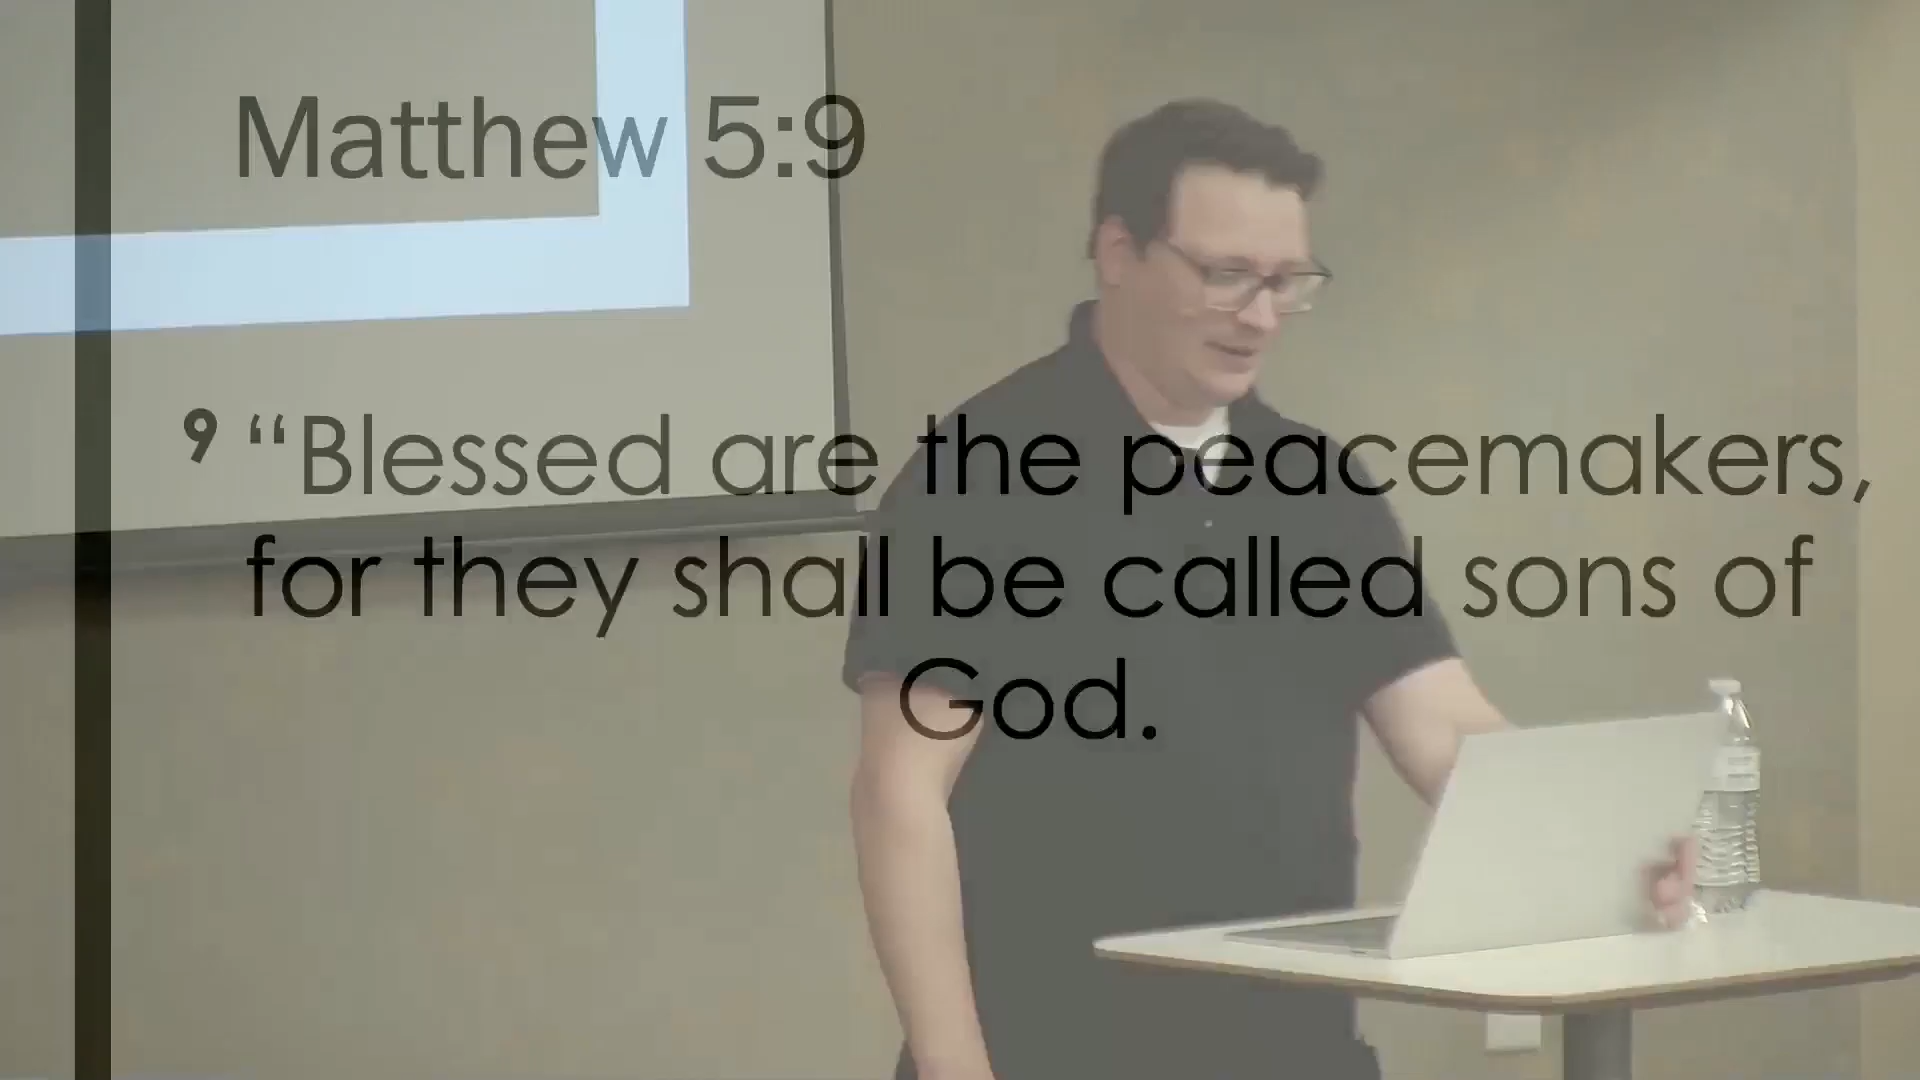 Matthew 5:9
9 “Blessed are the peacemakers,
for they shall be called sons of
God.